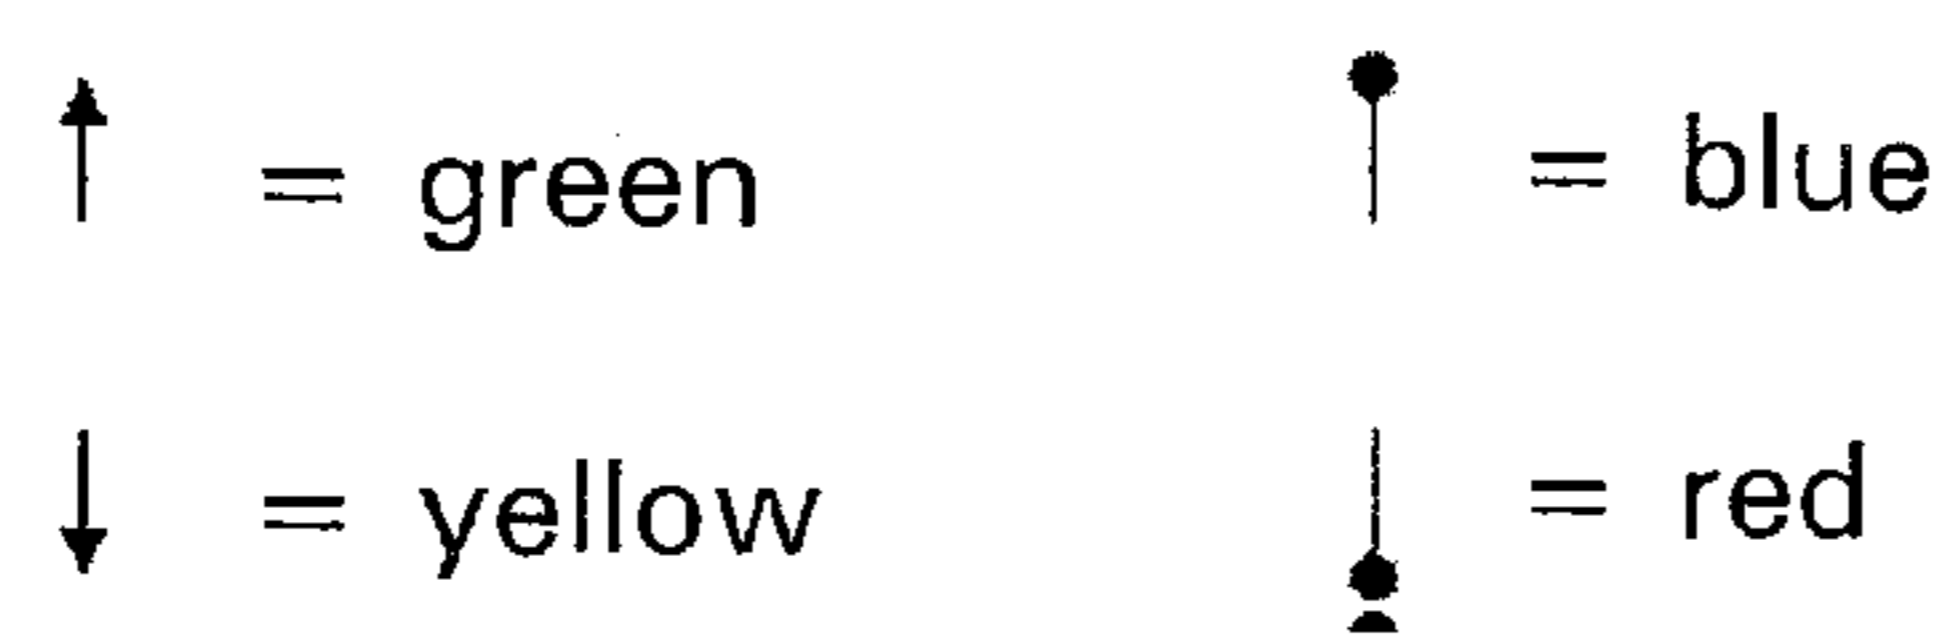 ↑ = green
= blue
↓ = yellow
= red